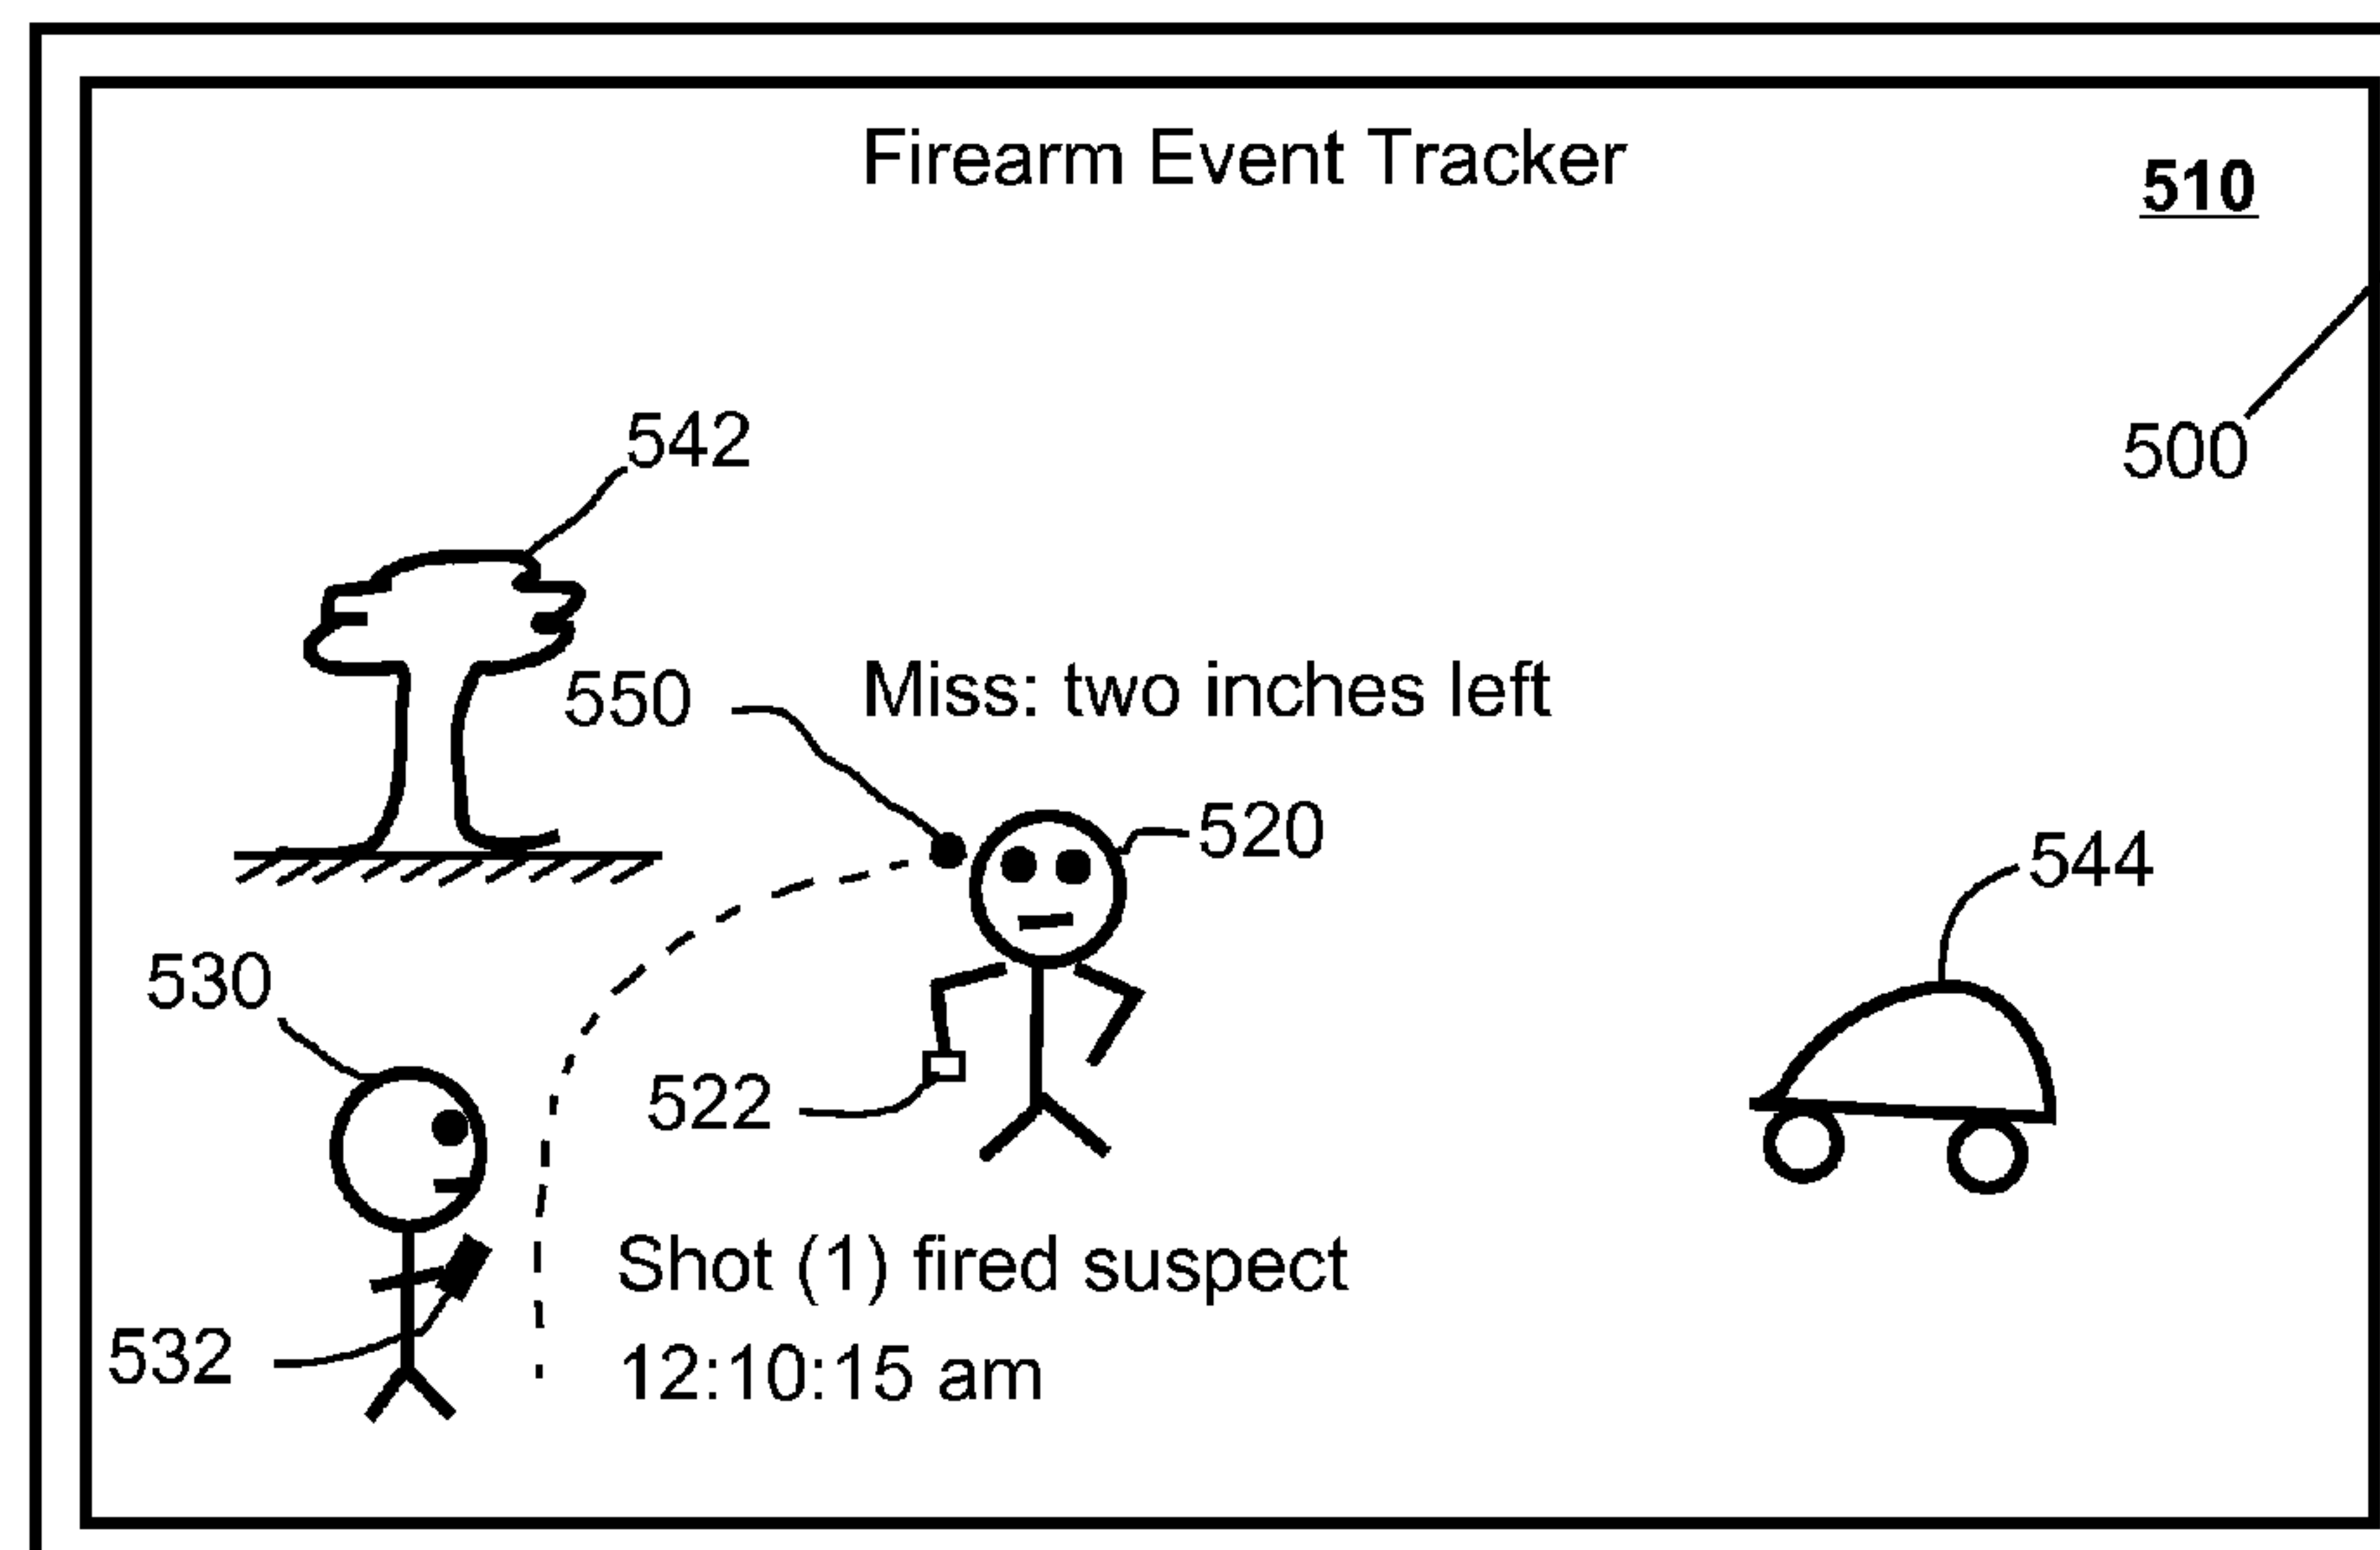 Firearm Event Tracker
510
500
542
550
Miss: two inches left
520
544
530
522
Shot (1) fired suspect
532
12:10:15 am